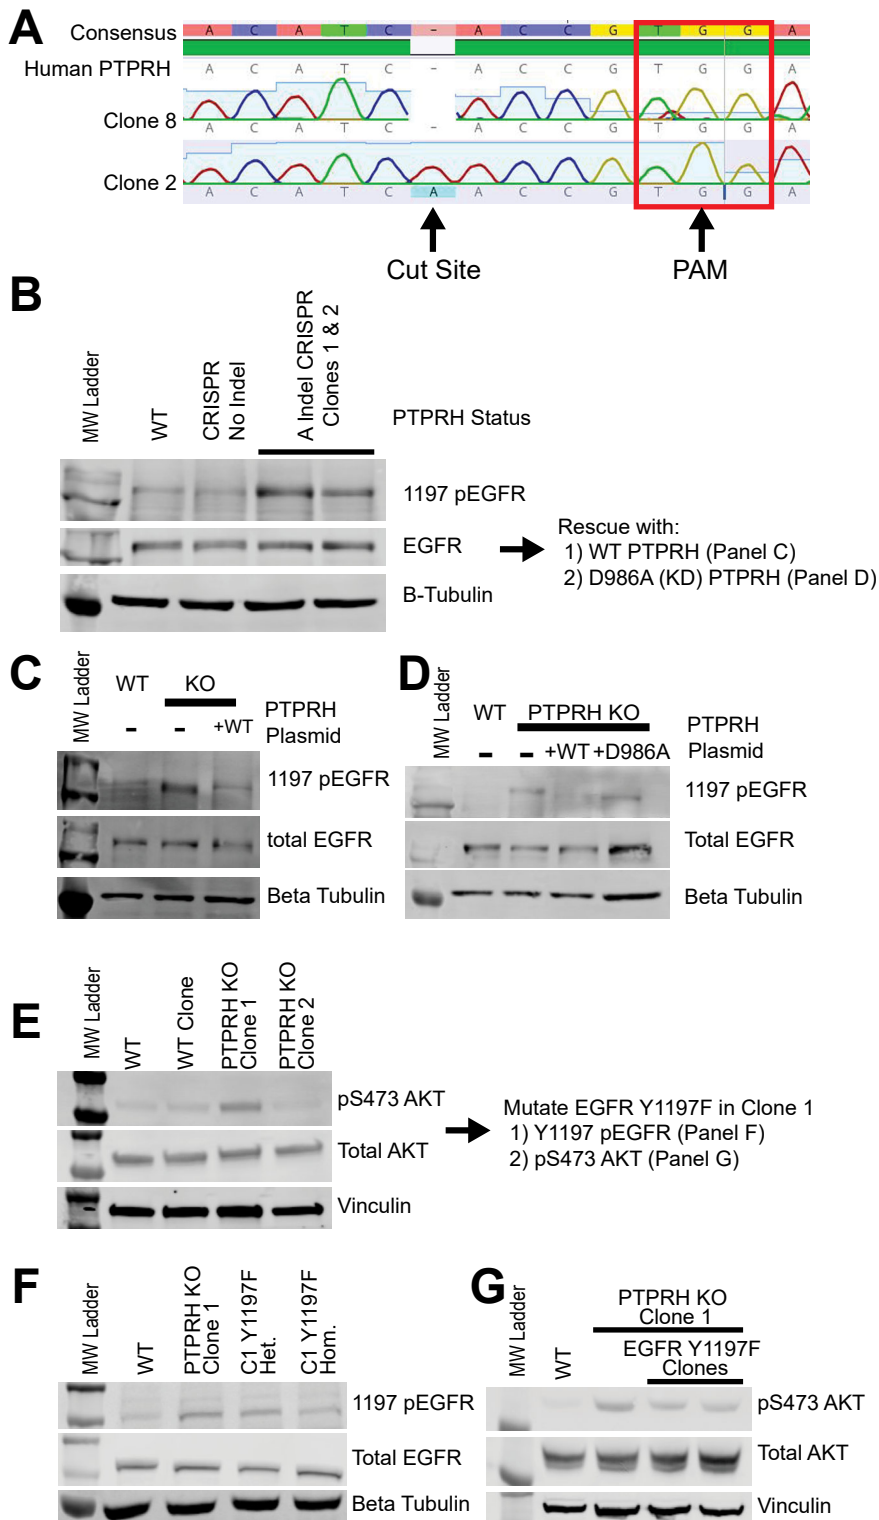 A
Consensus
A C A T C - A C C G T G G A
Human PTPRH
A C A T C - A C C G T G G A
Clone 8
A C A T C - A C C G T G G A
Clone 2
A C A T C A A C C G T G G A
Cut Site
PAM
B
MW Ladder
WT
CRISPR
No Indel
A Indel CRISPR
Clones 1 & 2
PTPRH Status
1197 pEGFR
EGFR
B-Tubulin
Rescue with:
1) WT PTPRH (Panel C)
2) D986A (KD) PTPRH (Panel D)
C
MW Ladder
WT
KO
- - +WT
PTPRH
Plasmid
1197 pEGFR
total EGFR
Beta Tubulin
D
MW Ladder
WT
PTPRH KO
- - +WT +D986A
PTPRH
Plasmid
1197 pEGFR
Total EGFR
Beta Tubulin
E
MW Ladder
WT
WT Clone
PTPRH KO
Clone 1
PTPRH KO
Clone 2
pS473 AKT
Total AKT
Vinculin
Mutate EGFR Y1197F in Clone 1
1) Y1197 pEGFR (Panel F)
2) pS473 AKT (Panel G)
F
MW Ladder
WT
PTPRH KO
Clone 1
C1 Y1197F
Het.
C1 Y1197F
Hom.
1197 pEGFR
Total EGFR
Beta Tubulin
G
MW Ladder
WT
PTPRH KO
Clone 1
EGFR Y1197F
Clones
pS473 AKT
Total AKT
Vinculin